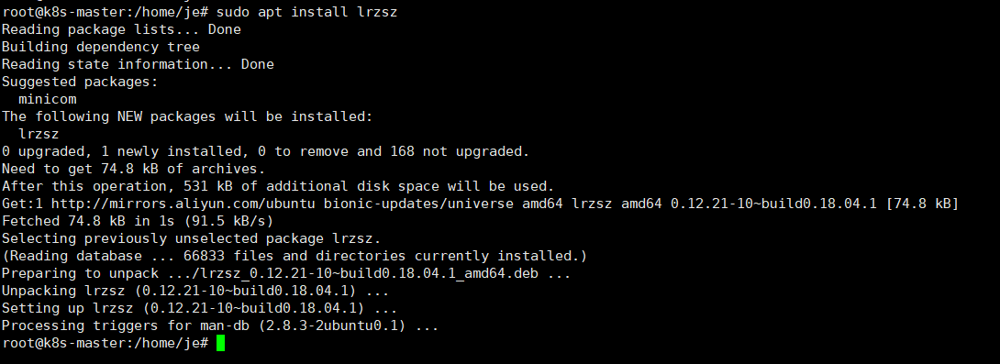 root@k8s-master:/home/je# sudo apt install lrzsz
Reading package lists... Done
Building dependency tree
Reading state information... Done
Suggested packages:
  minicom
The following NEW packages will be installed:
  lrzsz
0 upgraded, 1 newly installed, 0 to remove and 168 not upgraded.
Need to get 74.8 kB of archives.
After this operation, 531 kB of additional disk space will be used.
Get:1 http://mirrors.aliyun.com/ubuntu bionic-updates/universe amd64 lrzsz amd64 0.12.21-10~build0.18.04.1 [74.8 kB]
Fetched 74.8 kB in 1s (91.5 kB/s)
Selecting previously unselected package lrzsz.
(Reading database ... 66833 files and directories currently installed.)
Preparing to unpack .../lrzsz_0.12.21-10~build0.18.04.1_amd64.deb ...
Unpacking lrzsz (0.12.21-10~build0.18.04.1) ...
Setting up lrzsz (0.12.21-10~build0.18.04.1) ...
Processing triggers for man-db (2.8.3-2ubuntu0.1) ...
root@k8s-master:/home/je#